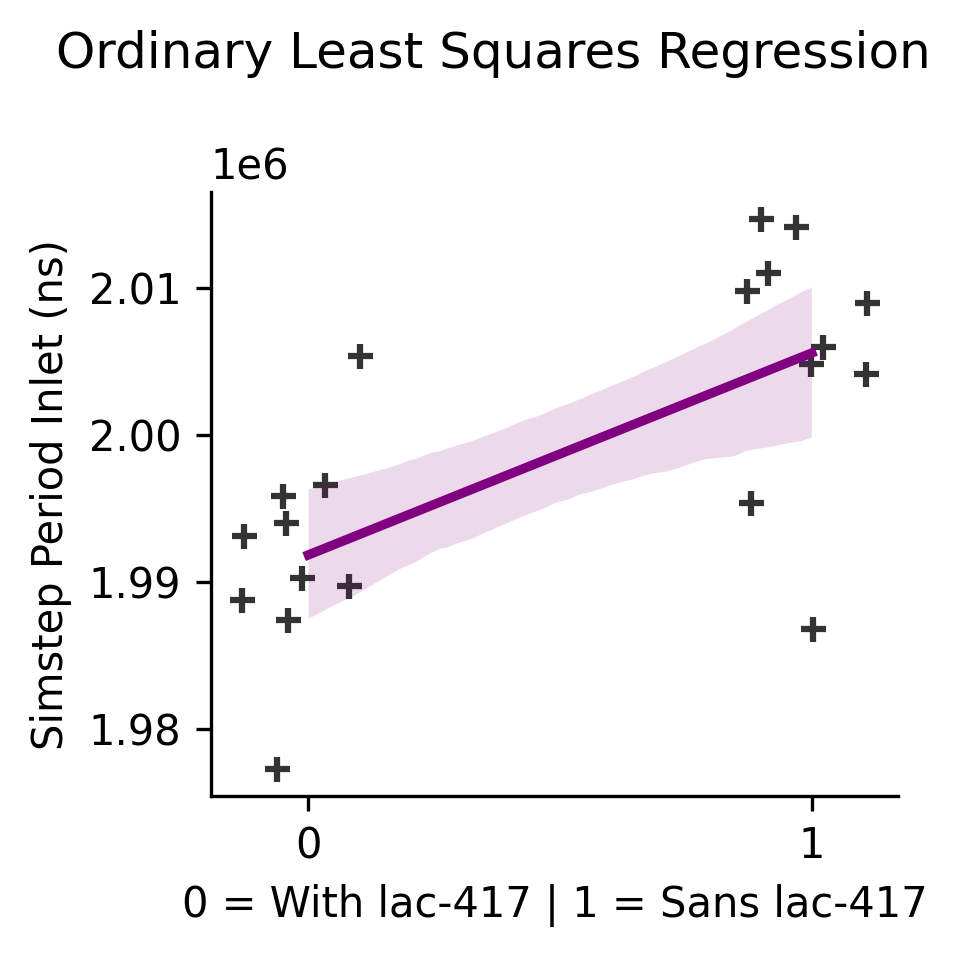 Ordinary Least Squares Regression
1e6
Simstep Period Inlet (ns)
2.01
2.00
1.99
1.98
0
1
0 = With lac-417 | 1 = Sans lac-417